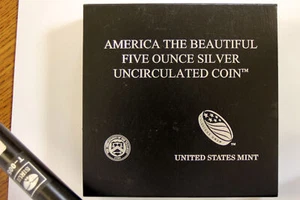 AMERICA THE BEAUTIFUL
FIVE OUNCE SILVER
UNCIRCULATED COIN™
UNITED STATES MINT